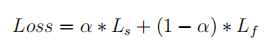 Loss = α * L_s + (1 − α) * L_f